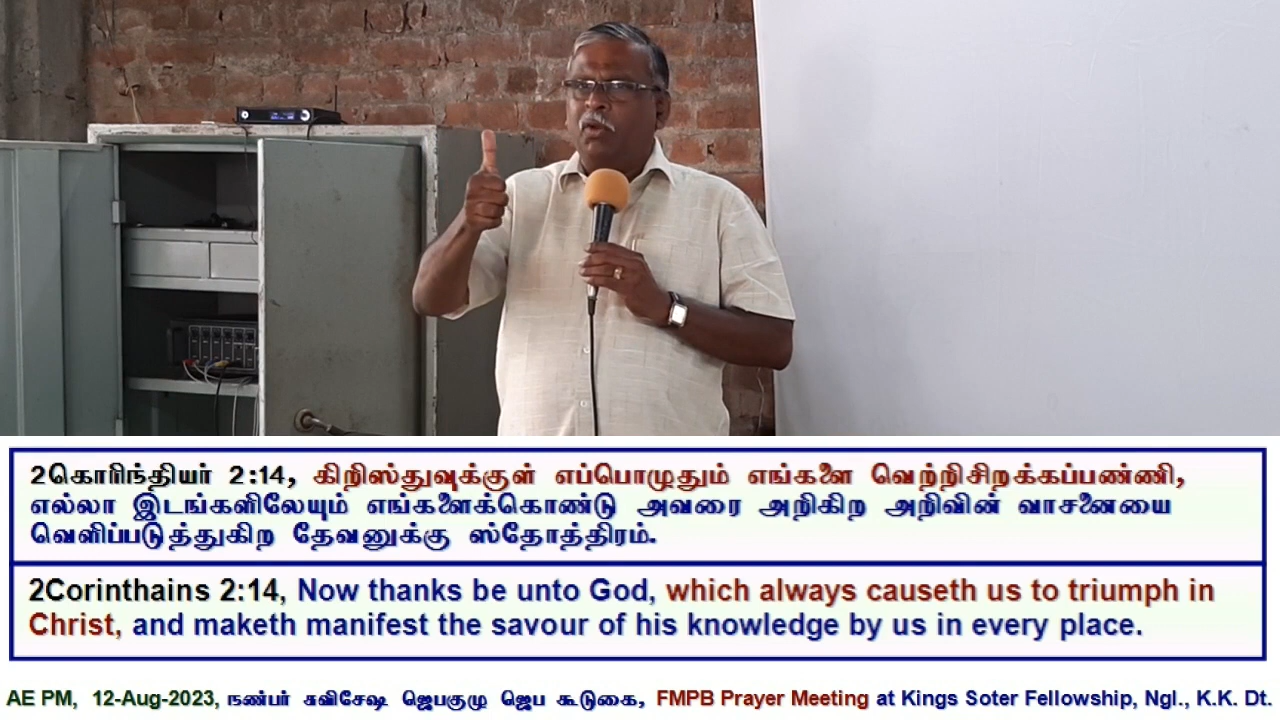 2கொரிந்தியர் 2:14, கிறிஸ்துவுக்குள் எப்பொழுதும் எங்களை வெற்றிசிறக்கப்பண்ணி,
எல்லா இடங்களிலேயும் எங்களைக்கொண்டு அவரை அறிகிற அறிவின் வாசனையை
வெளிப்படுத்துகிற தேவனுக்கு ஸ்தோத்திரம்.
2Corinthains 2:14, Now thanks be unto God, which always causeth us to triumph in
Christ, and maketh manifest the savour of his knowledge by us in every place.
AE PM, 12-Aug-2023, நண்பர் சுவிசேஷ ஜெபகுழு ஜெப கூடுகை, FMPB Prayer Meeting at Kings Soter Fellowship, Ngl., K.K. Dt.